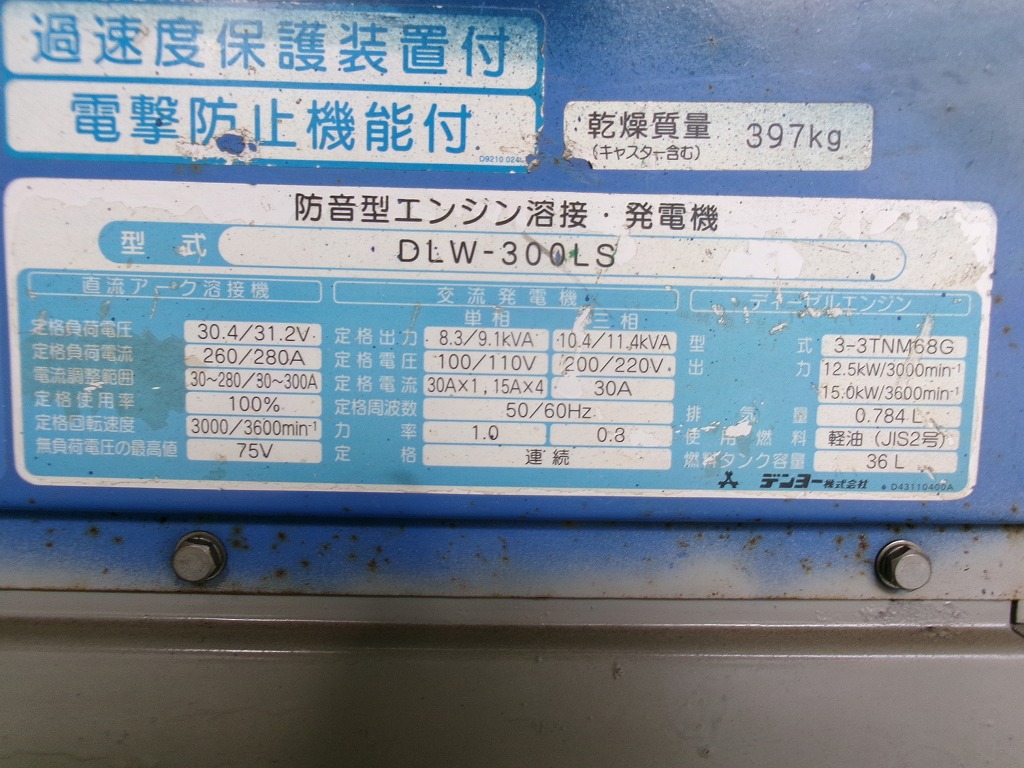 過速度保護装置付
電撃防止機能付
乾燥質量 397kg
(キャスター含む)
防音型エンジン溶接・発電機
型式 DLW-300LS
直流アーク溶接機
定格負荷電圧 30.4/31.2V
定格負荷電流 260/280A
電流調整範囲 30~280/30~300A
定格使用率 100%
定格回転速度 3000/3600min⁻¹
無負荷電圧の最高値 75V
交流発電機
単相 三相
定格出力 8.3/9.1kVA 10.4/11.4kVA
定格電圧 100/110V 200/220V
定格電流 30A×1,15A×4 30A
定格周波数 50/60Hz
力率 1.0 0.8
定格 連続
ディーゼルエンジン
型式 3-3TNM68G
出力 12.5kW/3000min⁻¹
15.0kW/3600min⁻¹
排気量 0.784L
使用燃料 軽油(JIS2号)
燃料タンク容量 36L
デンヨー株式会社 D43110400A